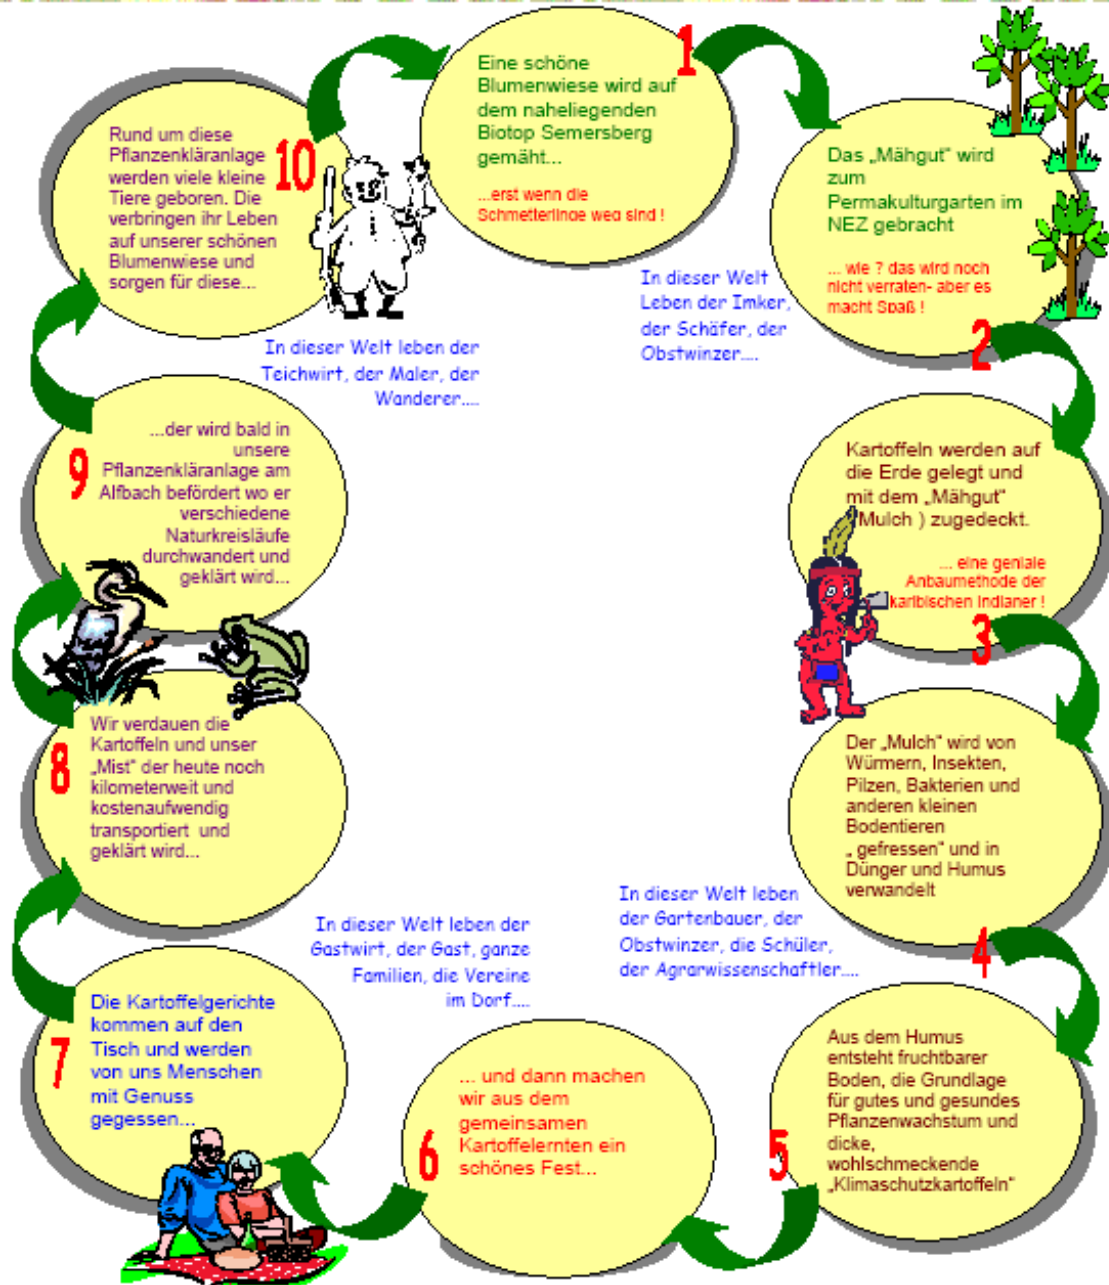 1
Eine schöne
Blumenwiese wird auf
dem naheliegenden
Biotop Semersberg
gemäht...
...erst wenn die
Schmetterlinge weg sind !
Das „Mähgut" wird
zum
Permakulturgarten im
NEZ gebracht
... wie ? das wird noch
nicht verraten- aber es
macht Spaß !
2
In dieser Welt
Leben der Imker,
der Schäfer, der
Obstwinzer....
Kartoffeln werden auf
die Erde gelegt und
mit dem „Mähgut"
(Mulch ) zugedeckt.
... eine geniale
Anbaumethode der
karibischen Indianer !
3
Der „Mulch" wird von
Würmern, Insekten,
Pilzen, Bakterien und
anderen kleinen
Bodentieren
„ gefressen" und in
Dünger und Humus
verwandelt
4
In dieser Welt leben
der Gartenbauer, der
Obstwinzer, die Schüler,
der Agrarwissenschaftler....
Aus dem Humus
entsteht fruchtbarer
Boden, die Grundlage
für gutes und gesundes
Pflanzenwachstum und
dicke,
wohlschmeckende
„Klimaschutzkartoffeln"
5
... und dann machen
wir aus dem
gemeinsamen
Kartoffelernten ein
schönes Fest...
6
In dieser Welt leben der
Gastwirt, der Gast, ganze
Familien, die Vereine
im Dorf....
Die Kartoffelgerichte
kommen auf den
Tisch und werden
von uns Menschen
mit Genuss
gegessen...
7
Wir verdauen die
Kartoffeln und unser
„Mist" der heute noch
kilometerweit und
kostenaufwendig
transportiert und
geklärt wird...
8
...der wird bald in
unsere
Pflanzenkläranlage am
Alfbach befördert wo er
verschiedene
Naturkreisläufe
durchwandert und
geklärt wird...
9
In dieser Welt leben der
Teichwirt, der Maler, der
Wanderer....
Rund um diese
Pflanzenkläranlage
werden viele kleine
Tiere geboren. Die
verbringen ihr Leben
auf unserer schönen
Blumenwiese und
sorgen für diese...
10